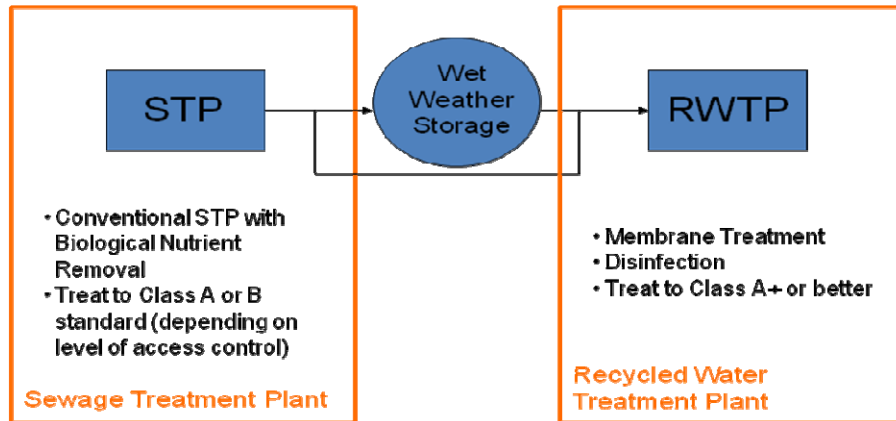 STP
Wet
Weather
Storage
RWTP
• Conventional STP with
Biological Nutrient
Removal
• Treat to Class A or B
standard (depending on
level of access control)
Sewage Treatment Plant
• Membrane Treatment
• Disinfection
• Treat to Class A+ or better
Recycled Water
Treatment Plant